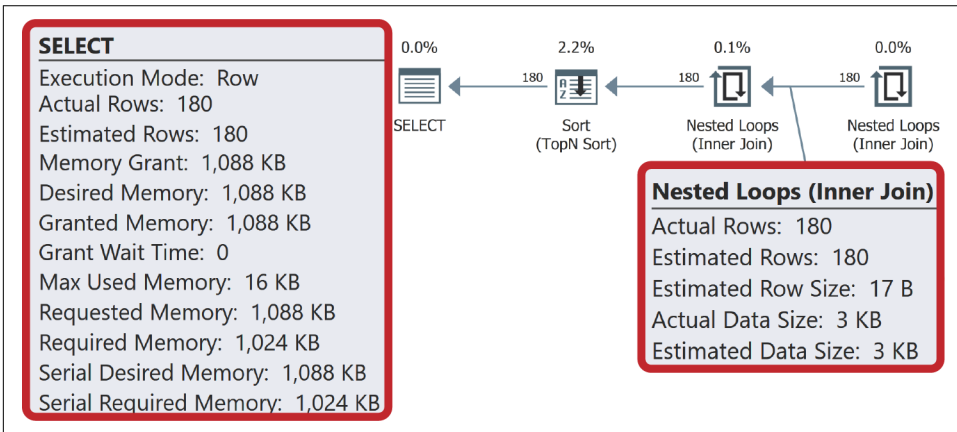 SELECT
Execution Mode: Row
Actual Rows: 180
Estimated Rows: 180
Memory Grant: 1,088 KB
Desired Memory: 1,088 KB
Granted Memory: 1,088 KB
Grant Wait Time: 0
Max Used Memory: 16 KB
Requested Memory: 1,088 KB
Required Memory: 1,024 KB
Serial Desired Memory: 1,088 KB
Serial Required Memory: 1,024 KB
0.0% 2.2% 0.1% 0.0%
180 180 180
SELECT Sort Nested Loops Nested Loops
(TopN Sort) (Inner Join) (Inner Join)
Nested Loops (Inner Join)
Actual Rows: 180
Estimated Rows: 180
Estimated Row Size: 17 B
Actual Data Size: 3 KB
Estimated Data Size: 3 KB